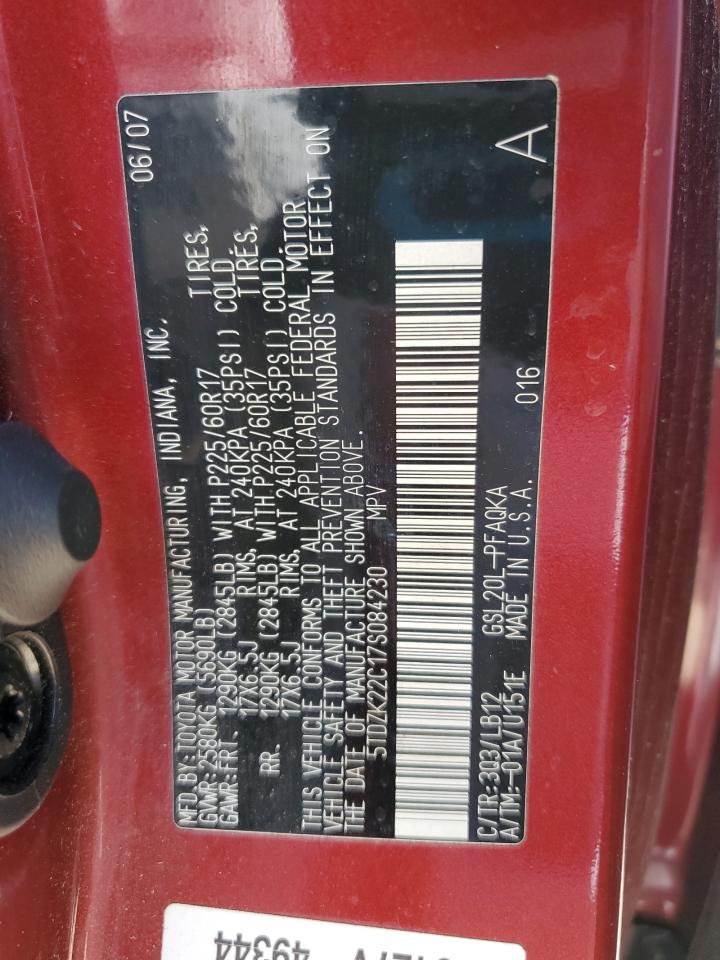 MFD. BY: TOYOTA MOTOR MANUFACTURING, INDIANA, INC. 06/07
GVWR: 2580KG (5690LB)
GAWR: FRT. 1290KG (2845LB) WITH P225/60R17 TIRES,
17X6.5J RIMS, AT 240KPA (35PSI) COLD.
RR. 1290KG (2845LB) WITH P225/60R17 TIRES,
17X6.5J RIMS, AT 240KPA (35PSI) COLD.
THIS VEHICLE CONFORMS TO ALL APPLICABLE FEDERAL MOTOR
VEHICLE SAFETY AND THEFT PREVENTION STANDARDS IN EFFECT ON
THE DATE OF MANUFACTURE SHOWN ABOVE.
5TDZK22C17S084230 MPV
C/TR:3Q3/LB12 GSL20L-PFAQKA
A/TM:-01A/U151E MADE IN U.S.A. 016 A
49344